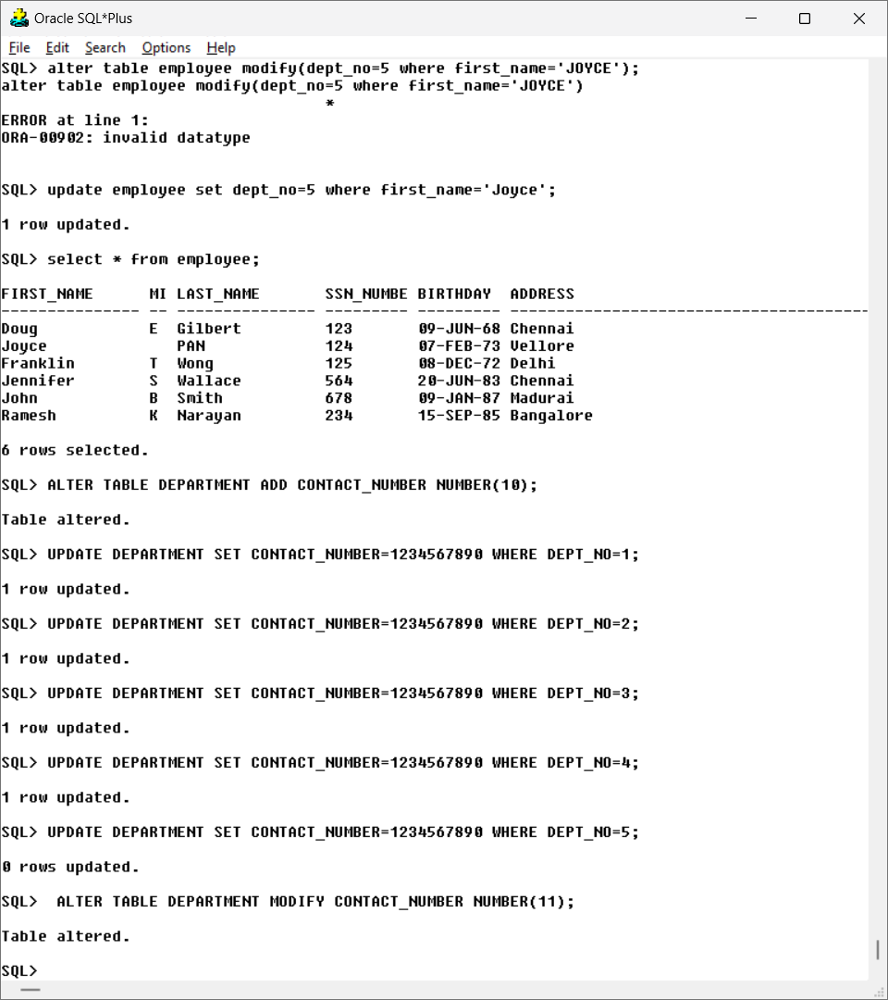 Oracle SQL*Plus
File Edit Search Options Help
SQL> alter table employee modify(dept_no=5 where first_name='JOYCE');
alter table employee modify(dept_no=5 where first_name='JOYCE')
                                   *
ERROR at line 1:
ORA-00902: invalid datatype
SQL> update employee set dept_no=5 where first_name='Joyce';
1 row updated.
SQL> select * from employee;
FIRST_NAME      MI LAST_NAME       SSN_NUMBE BIRTHDAY  ADDRESS
--------------- -- --------------- --------- --------- ---------------------------------------
Doug            E  Gilbert         123       09-JUN-68 Chennai
Joyce              PAN             124       07-FEB-73 Vellore
Franklin        T  Wong            125       08-DEC-72 Delhi
Jennifer        S  Wallace         564       20-JUN-83 Chennai
John            B  Smith           678       09-JAN-87 Madurai
Ramesh          K  Narayan         234       15-SEP-85 Bangalore
6 rows selected.
SQL> ALTER TABLE DEPARTMENT ADD CONTACT_NUMBER NUMBER(10);
Table altered.
SQL> UPDATE DEPARTMENT SET CONTACT_NUMBER=1234567890 WHERE DEPT_NO=1;
1 row updated.
SQL> UPDATE DEPARTMENT SET CONTACT_NUMBER=1234567890 WHERE DEPT_NO=2;
1 row updated.
SQL> UPDATE DEPARTMENT SET CONTACT_NUMBER=1234567890 WHERE DEPT_NO=3;
1 row updated.
SQL> UPDATE DEPARTMENT SET CONTACT_NUMBER=1234567890 WHERE DEPT_NO=4;
1 row updated.
SQL> UPDATE DEPARTMENT SET CONTACT_NUMBER=1234567890 WHERE DEPT_NO=5;
0 rows updated.
SQL>  ALTER TABLE DEPARTMENT MODIFY CONTACT_NUMBER NUMBER(11);
Table altered.
SQL>